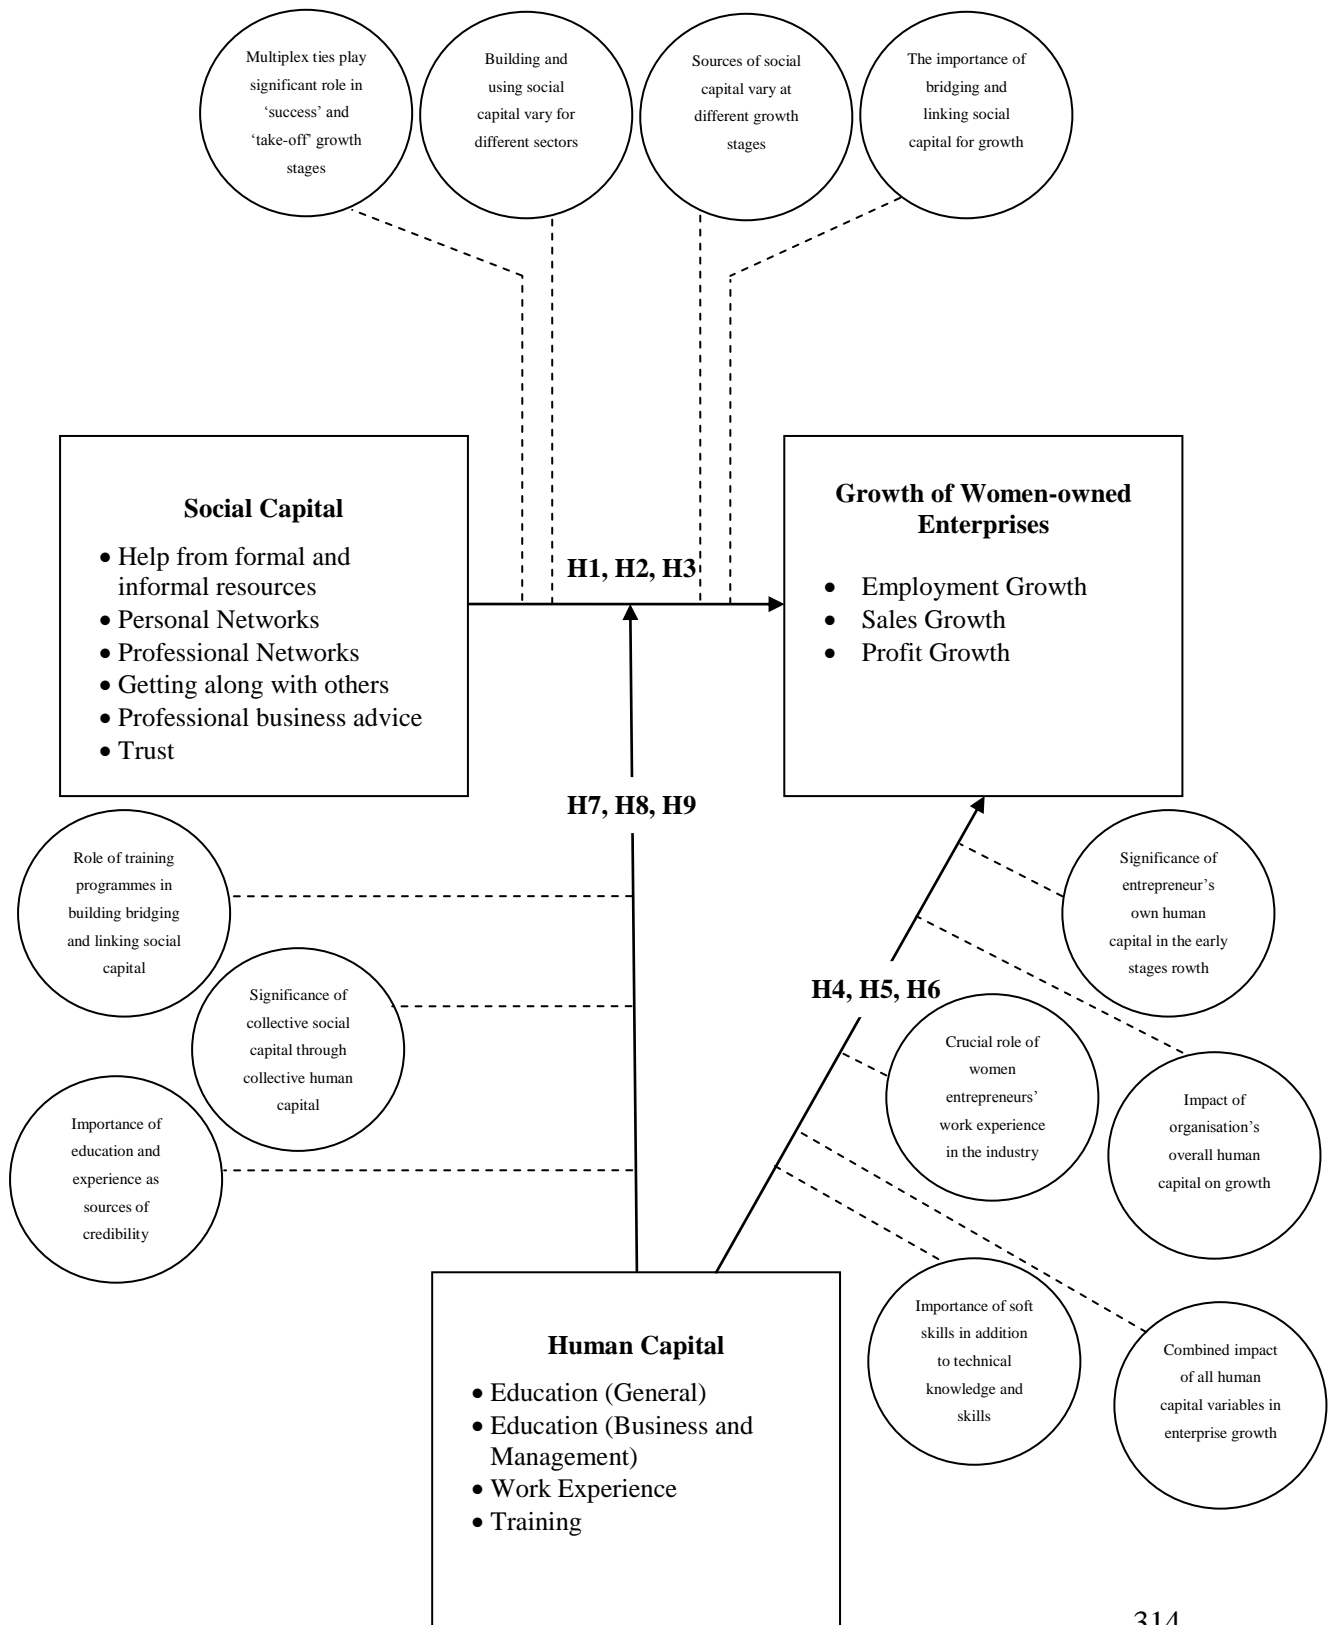 Multiplex ties play
significant role in
‘success’ and
‘take-off’ growth
stages
Building and
using social
capital vary for
different sectors
Sources of social
capital vary at
different growth
stages
The importance of
bridging and
linking social
capital for growth
Social Capital
• Help from formal and
informal resources
• Personal Networks
• Professional Networks
• Getting along with others
• Professional business advice
• Trust
H1, H2, H3
Growth of Women-owned
Enterprises
• Employment Growth
• Sales Growth
• Profit Growth
H7, H8, H9
Role of training
programmes in
building bridging
and linking social
capital
Significance of
collective social
capital through
collective human
capital
Importance of
education and
experience as
sources of
credibility
H4, H5, H6
Significance of
entrepreneur’s
own human
capital in the early
stages rowth
Crucial role of
women
entrepreneurs’
work experience
in the industry
Impact of
organisation’s
overall human
capital on growth
Importance of soft
skills in addition
to technical
knowledge and
skills
Combined impact
of all human
capital variables in
enterprise growth
Human Capital
• Education (General)
• Education (Business and
Management)
• Work Experience
• Training
314